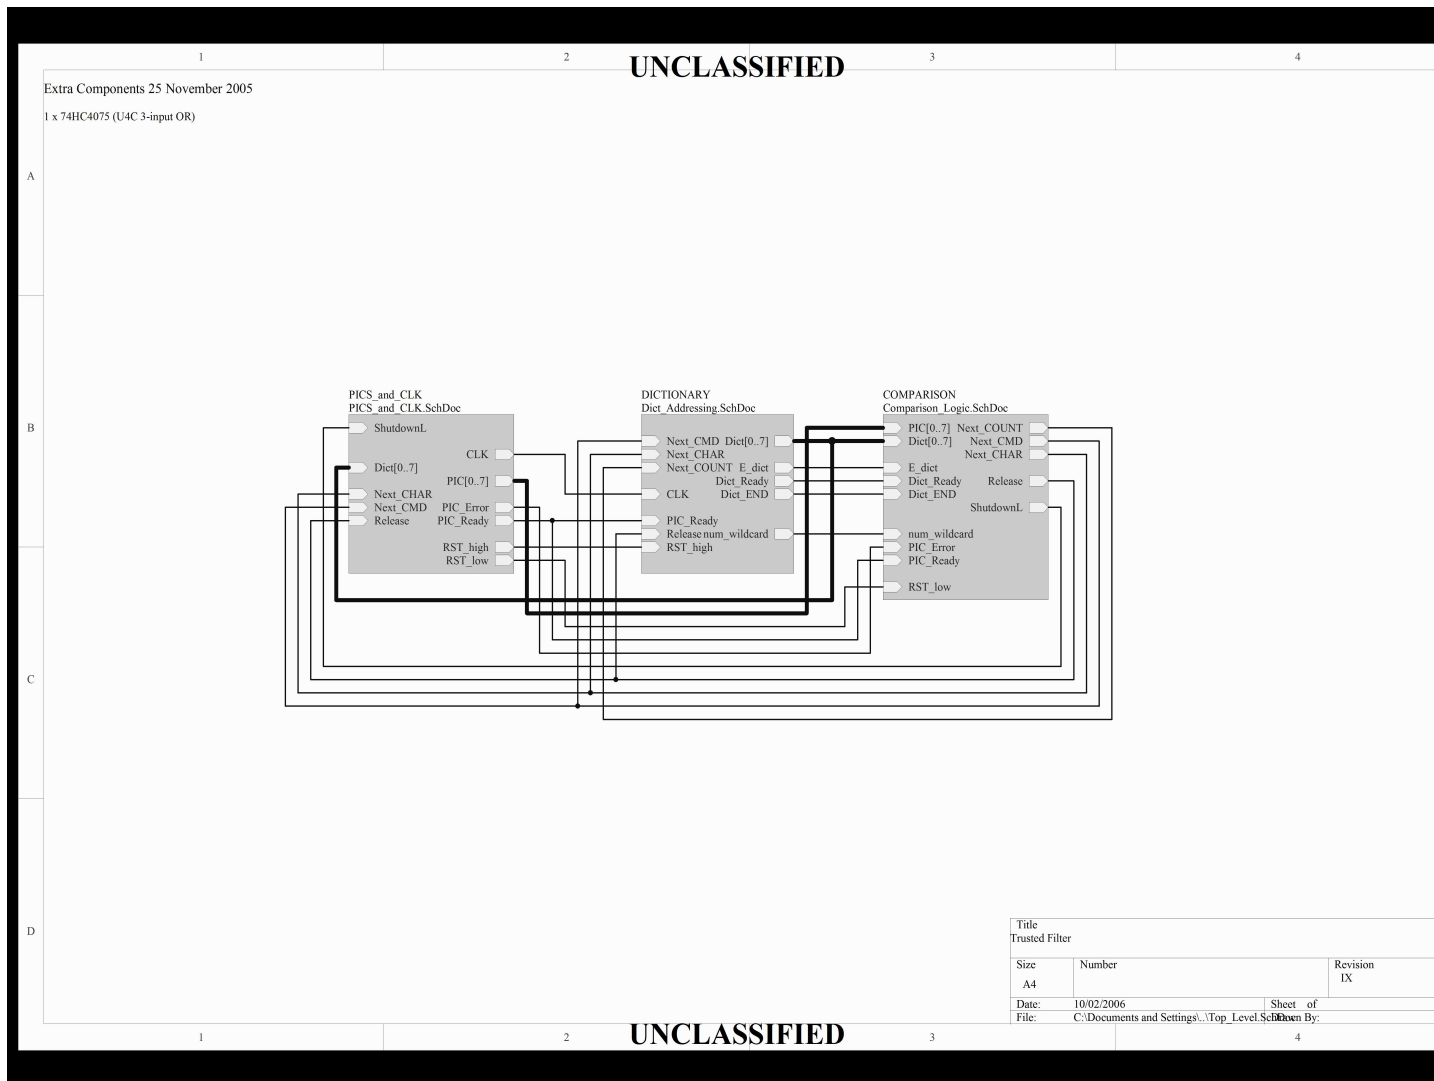 1 2 3 4
UNCLASSIFIED
Extra Components 25 November 2005
1 x 74HC4075 (U4C 3-input OR)
A
B
C
D
PICS_and_CLK
PICS_and_CLK.SchDoc
ShutdownL
CLK
Dict[0..7]
PIC[0..7]
Next_CHAR
Next_CMD PIC_Error
Release PIC_Ready
RST_high
RST_low
DICTIONARY
Dict_Addressing.SchDoc
Next_CMD Dict[0..7]
Next_CHAR
Next_COUNT E_dict
Dict_Ready
CLK Dict_END
PIC_Ready
Release num_wildcard
RST_high
COMPARISON
Comparison_Logic.SchDoc
PIC[0..7] Next_COUNT
Dict[0..7] Next_CMD
Next_CHAR
E_dict
Dict_Ready Release
Dict_END
ShutdownL
num_wildcard
PIC_Error
PIC_Ready
RST_low
Title
Trusted Filter
Size Number Revision
A4 IX
Date: 10/02/2006 Sheet of
File: C:\Documents and Settings\..\Top_Level.SchDoc Drawn By:
UNCLASSIFIED
1 2 3 4